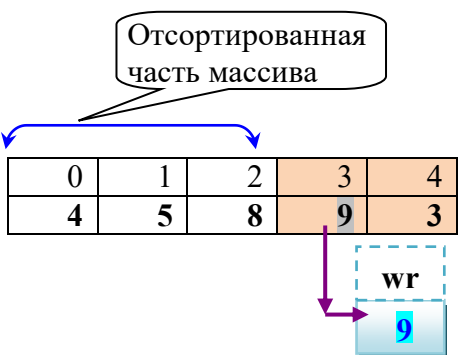 Отсортированная
часть массива
0 1 2 3 4
4 5 8 9 3
wr
9